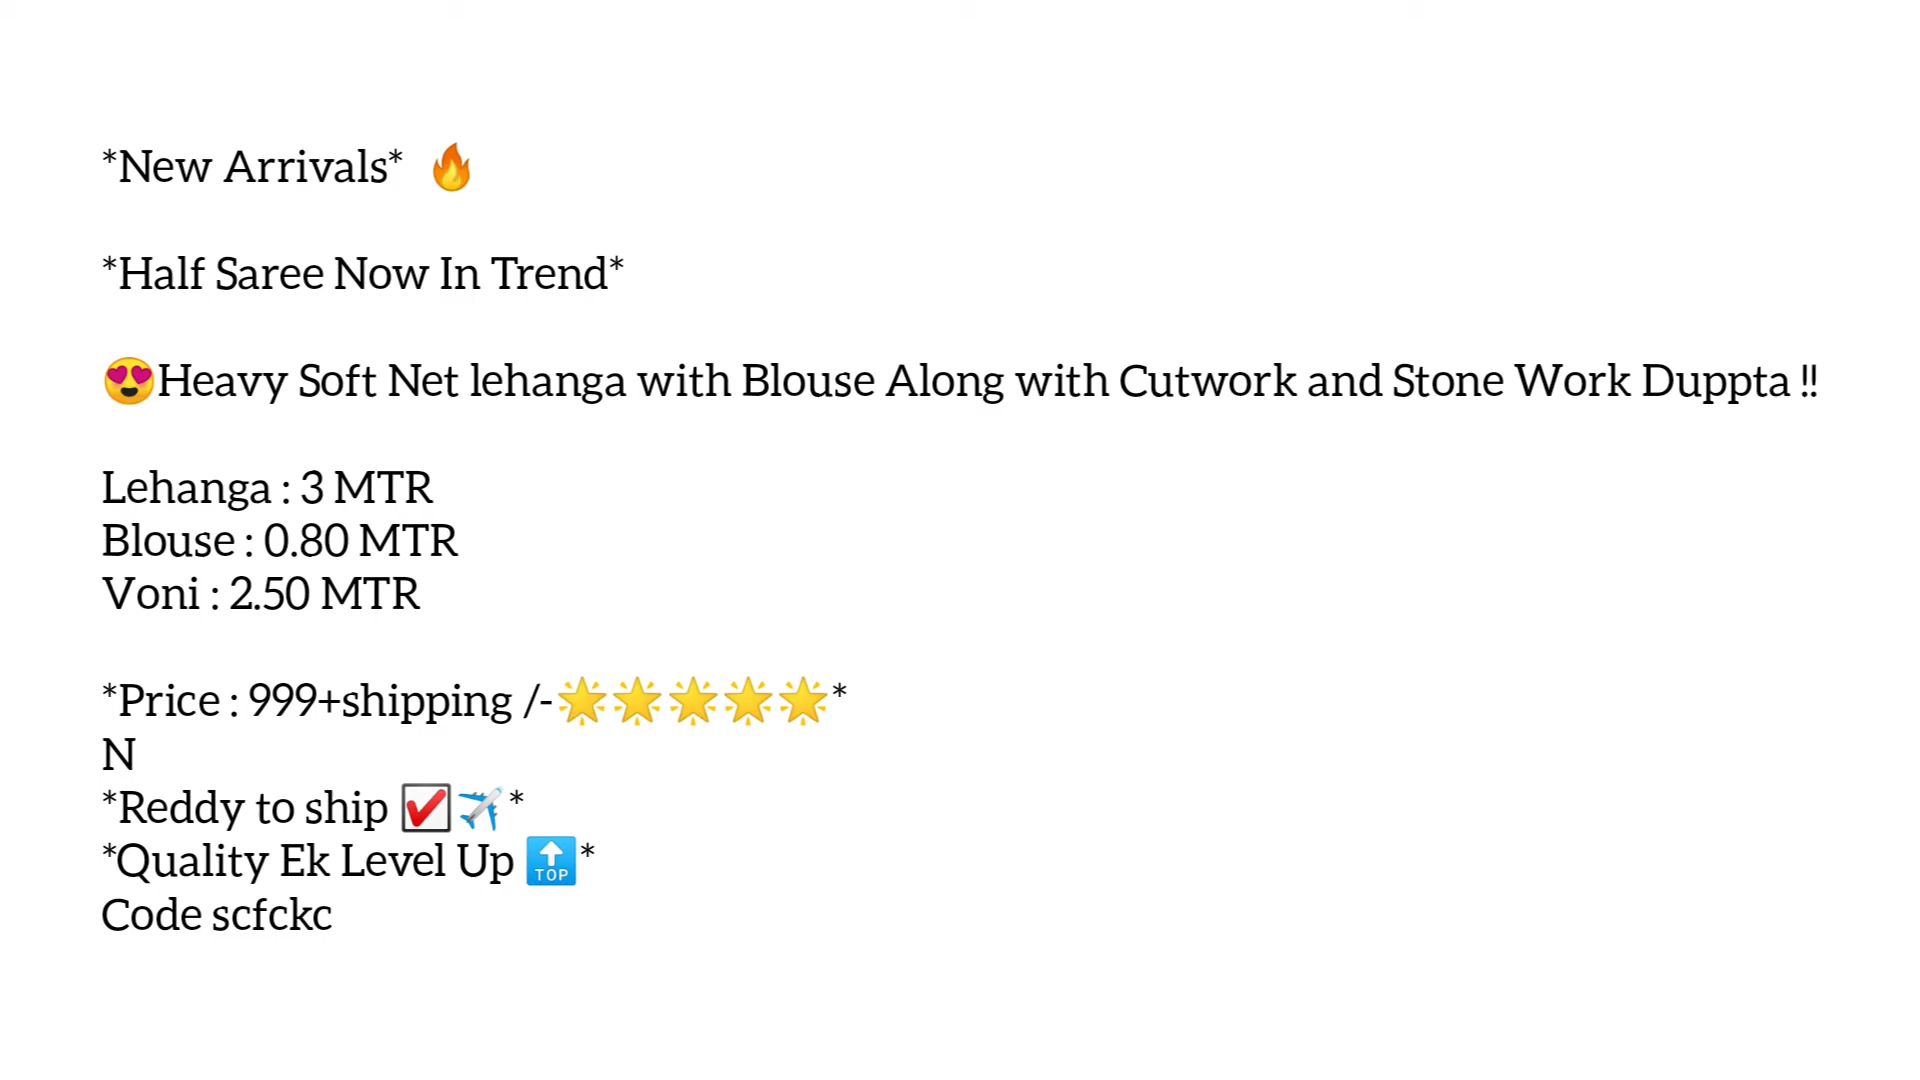 *New Arrivals* 🔥
*Half Saree Now In Trend*
😍Heavy Soft Net lehanga with Blouse Along with Cutwork and Stone Work Duppta ‼
Lehanga : 3 MTR
Blouse : 0.80 MTR
Voni : 2.50 MTR
*Price : 999+shipping /-🌟🌟🌟🌟🌟*
N
*Reddy to ship ☑️✈️*
*Quality Ek Level Up 🔝*
Code scfckc